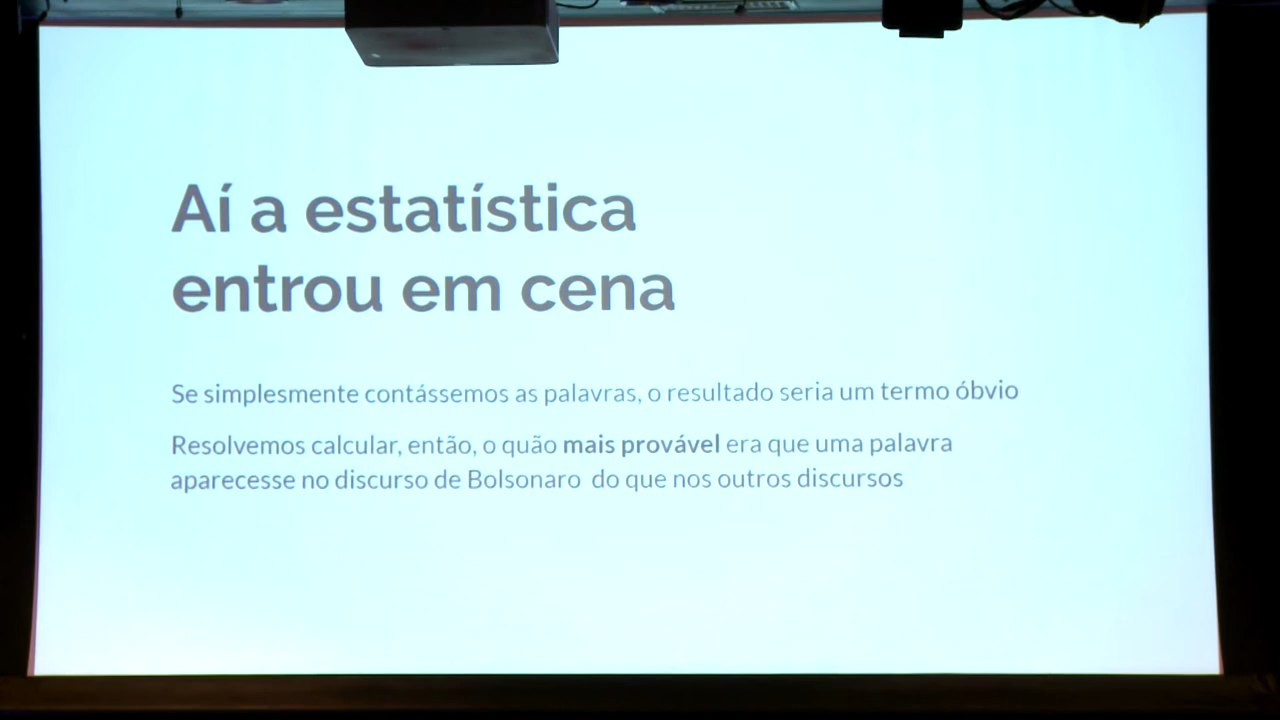 Aí a estatística
entrou em cena
Se simplesmente contássemos as palavras, o resultado seria um termo óbvio
Resolvemos calcular, então, o quão mais provável era que uma palavra
aparecesse no discurso de Bolsonaro do que nos outros discursos